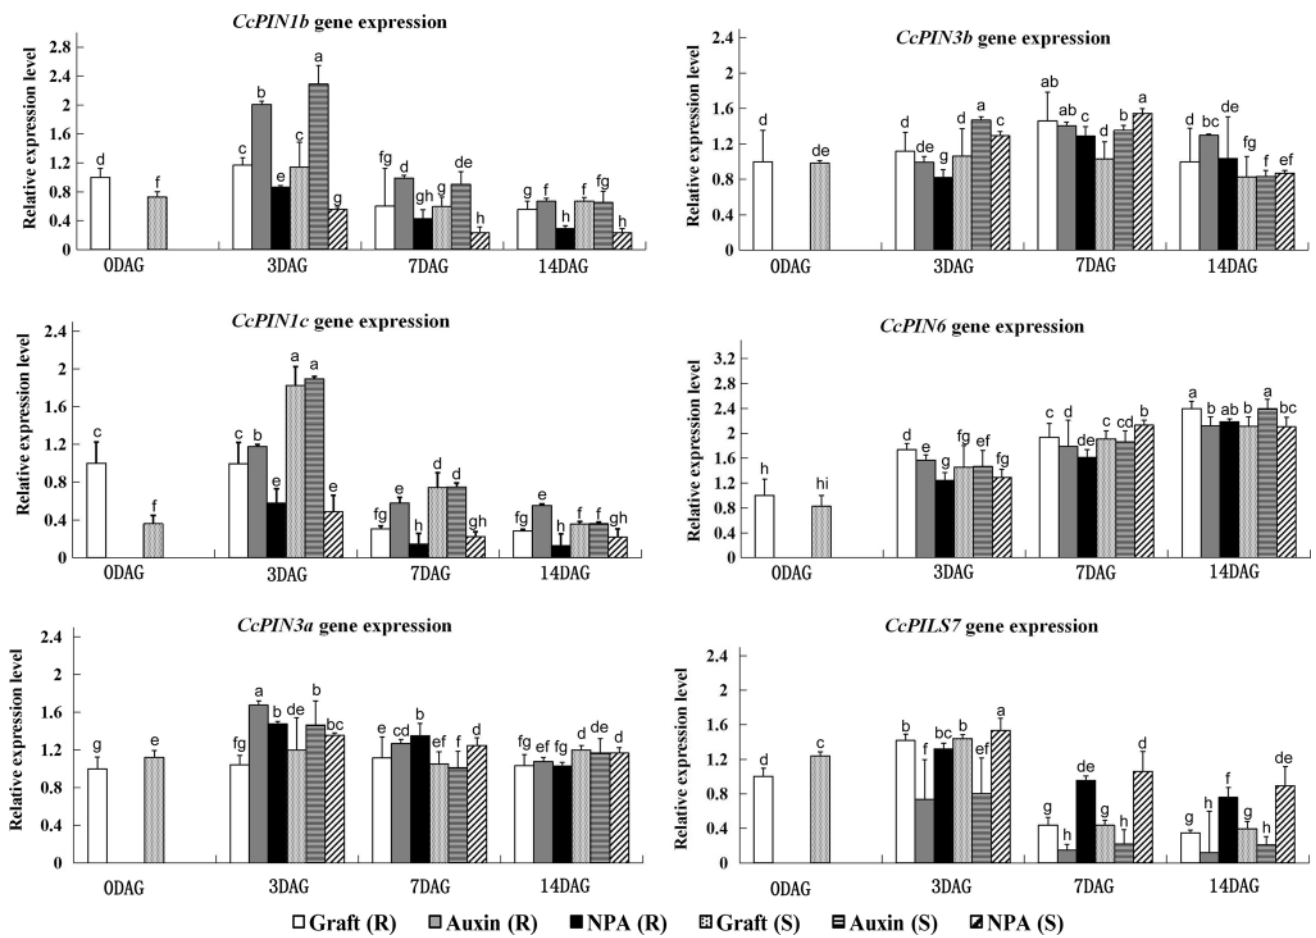 CcPIN1b gene expression
Relative expression level
2.8
2.4
2
1.6
1.2
0.8
0.4
0
d f c b e c a g fg d gh g de h g f h f fg h
0DAG 3DAG 7DAG 14DAG
CcPIN3b gene expression
Relative expression level
2.4
2
1.6
1.2
0.8
0.4
0
d de d de g d a c ab ab c d b a d bc de fg f ef
0DAG 3DAG 7DAG 14DAG
CcPIN1c gene expression
Relative expression level
2.4
2
1.6
1.2
0.8
0.4
0
c f c b e a a e fg e h d d gh fg e h f f gh
0DAG 3DAG 7DAG 14DAG
CcPIN6 gene expression
Relative expression level
3.2
2.8
2.4
2
1.6
1.2
0.8
0.4
0
h hi d e g fg ef fg c d de c cd b a b ab b a bc
0DAG 3DAG 7DAG 14DAG
CcPIN3a gene expression
Relative expression level
2.4
2
1.6
1.2
0.8
0.4
0
g e fg a b de b bc e cd b ef f d fg ef fg d de d
0DAG 3DAG 7DAG 14DAG
CcPILS7 gene expression
Relative expression level
2.4
2
1.6
1.2
0.8
0.4
0
d c b f bc b ef a g h de g h d g h f g h de
0DAG 3DAG 7DAG 14DAG
Graft (R) Auxin (R) NPA (R) Graft (S) Auxin (S) NPA (S)